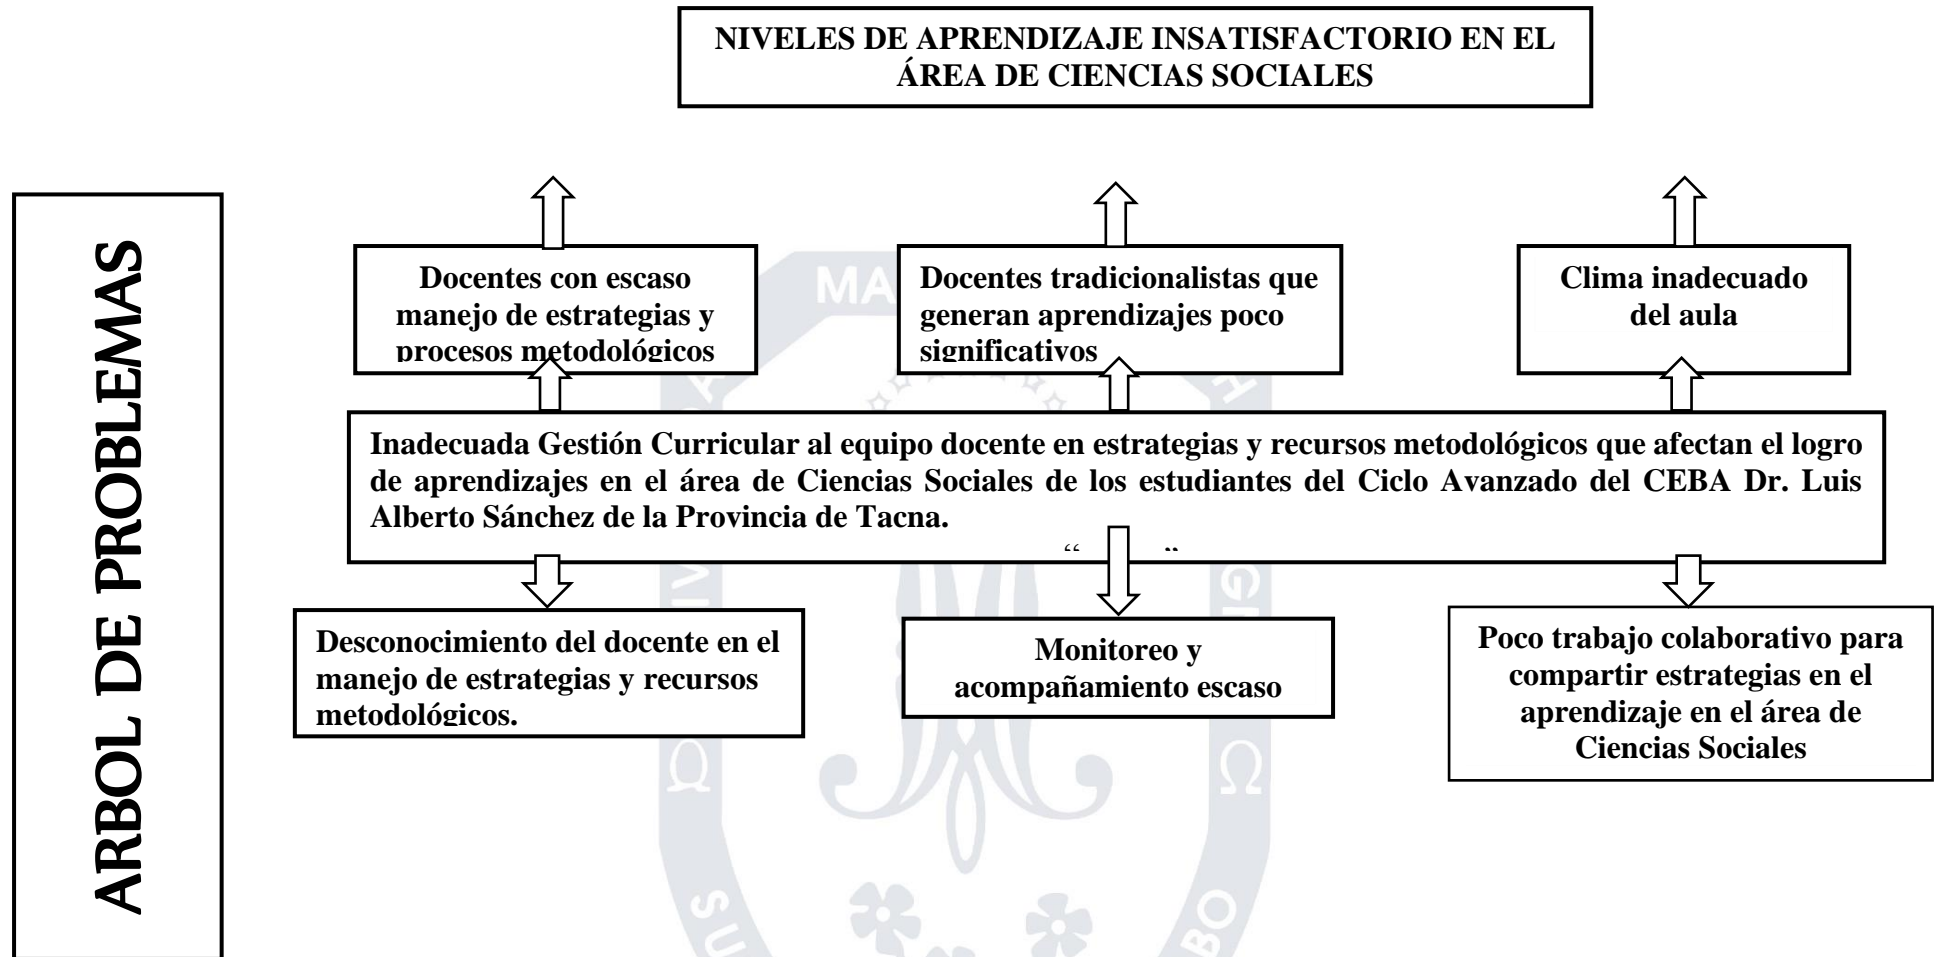 NIVELES DE APRENDIZAJE INSATISFACTORIO EN EL
ÁREA DE CIENCIAS SOCIALES
ARBOL DE PROBLEMAS
Docentes con escaso
manejo de estrategias y
procesos metodológicos
Docentes tradicionalistas que
generan aprendizajes poco
significativos
Clima inadecuado
del aula
Inadecuada Gestión Curricular al equipo docente en estrategias y recursos metodológicos que afectan el logro
de aprendizajes en el área de Ciencias Sociales de los estudiantes del Ciclo Avanzado del CEBA Dr. Luis
Alberto Sánchez de la Provincia de Tacna.
“ ”
Desconocimiento del docente en el
manejo de estrategias y recursos
metodológicos.
Monitoreo y
acompañamiento escaso
Poco trabajo colaborativo para
compartir estrategias en el
aprendizaje en el área de
Ciencias Sociales